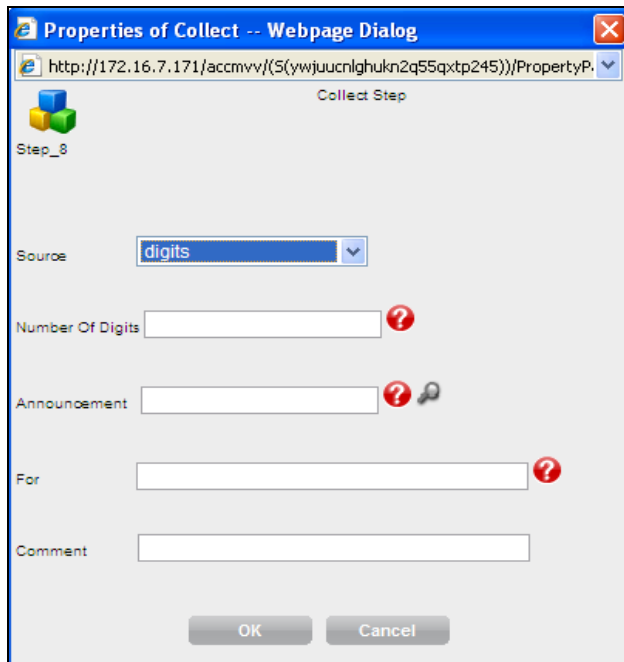 Properties of Collect -- Webpage Dialog
http://172.16.7.171/accmvv/(S(ywjuucnlghukn2q55qxtp245))/PropertyP.
Collect Step
Step_8
Source
digits
Number Of Digits
Announcement
For
Comment
OK
Cancel